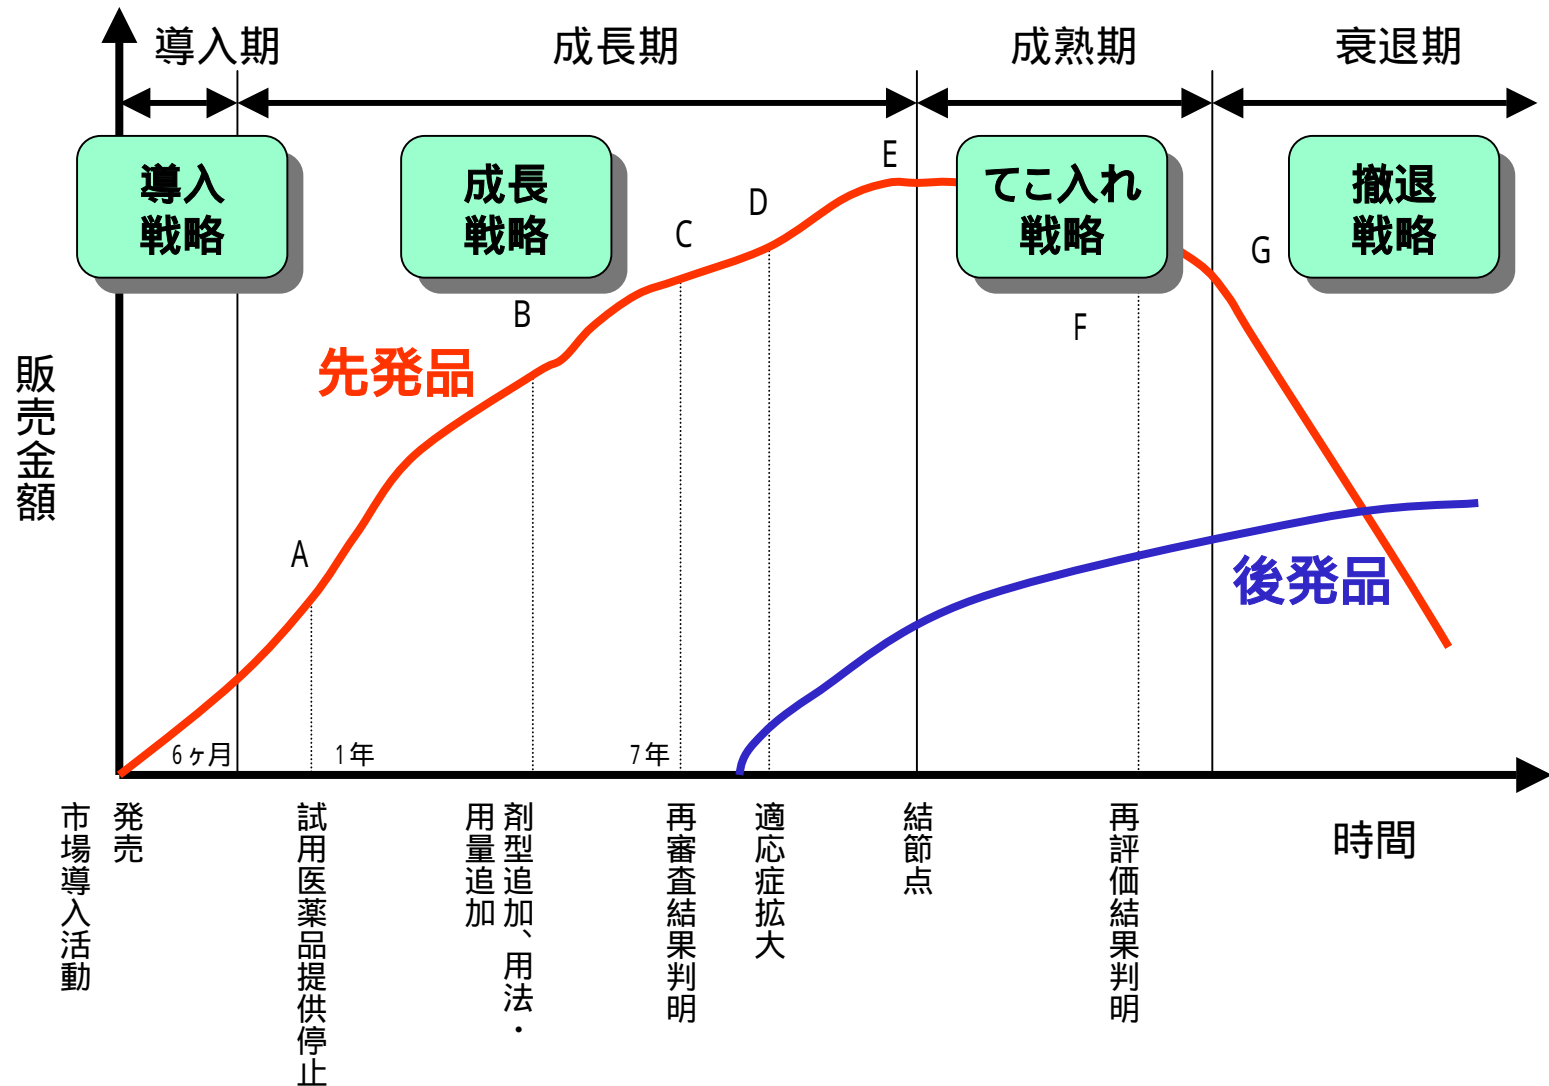 導入期
成長期
成熟期
衰退期
導入
戦略
成長
戦略
てこ入れ
戦略
撤退
戦略
A
B
C
D
E
F
G
先発品
後発品
販売金額
6ヶ月
1年
7年
市場導入活動
発売
試用医薬品提供停止
剤型追加、用法・
用量追加
再審査結果判明
適応症拡大
結節点
再評価結果判明
時間